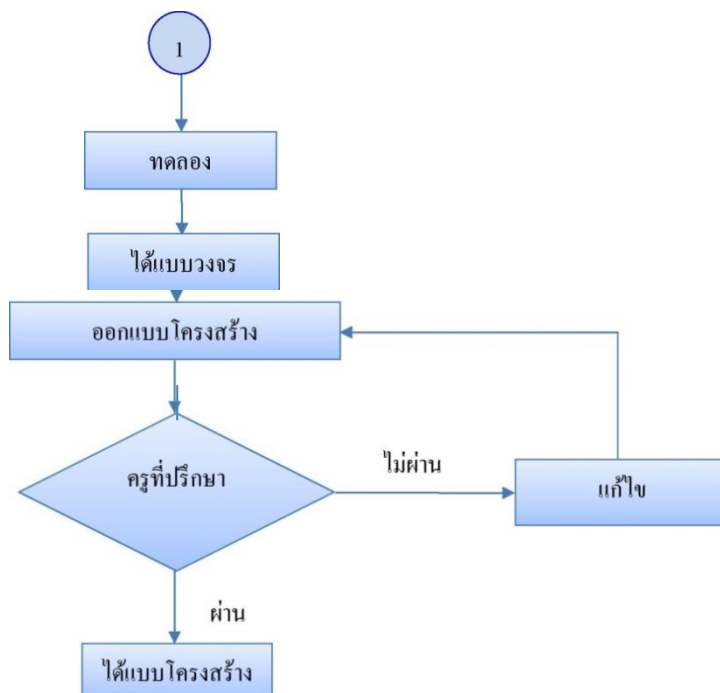 1
ทดลอง
ได้แบบวงจร
ออกแบบโครงสร้าง
ครูที่ปรึกษา
ไม่ผ่าน
แก้ไข
ผ่าน
ได้แบบโครงสร้าง